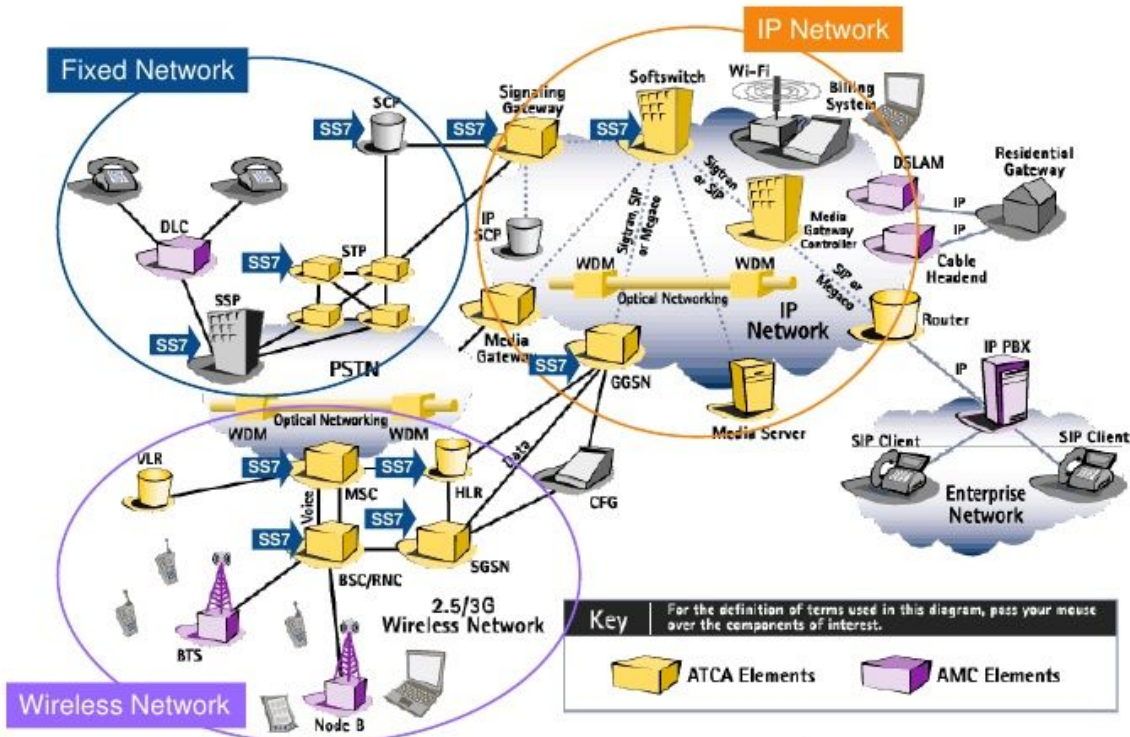 IP Network
Fixed Network
SCP
SS7
Signaling
Gateway
SS7
Softswitch
SS7
Wi-Fi
Billing
System
DSLAM
Residential
Gateway
IP
IP
Cable
Headend
DLC
STP
SS7
SSP
SS7
PSTN
IP
SCP
Sigtran, SIP
or Megaco
Sigtran
or SIP
Media
Gateway
Controller
SIP or
Megaco
WDM
WDM
Optical Networking
IP
Network
Router
Media
Gateway
SS7
GGSN
Media Server
IP
IP PBX
SIP Client
SIP Client
Enterprise
Network
Optical Networking
WDM
WDM
VLR
SS7
MSC
SS7
HLR
Data
CFG
Voice
SS7
SS7
BSC/RNC
SGSN
2.5/3G
Wireless Network
BTS
Node B
Wireless Network
Key
For the definition of terms used in this diagram, pass your mouse
over the components of interest.
ATCA Elements
AMC Elements